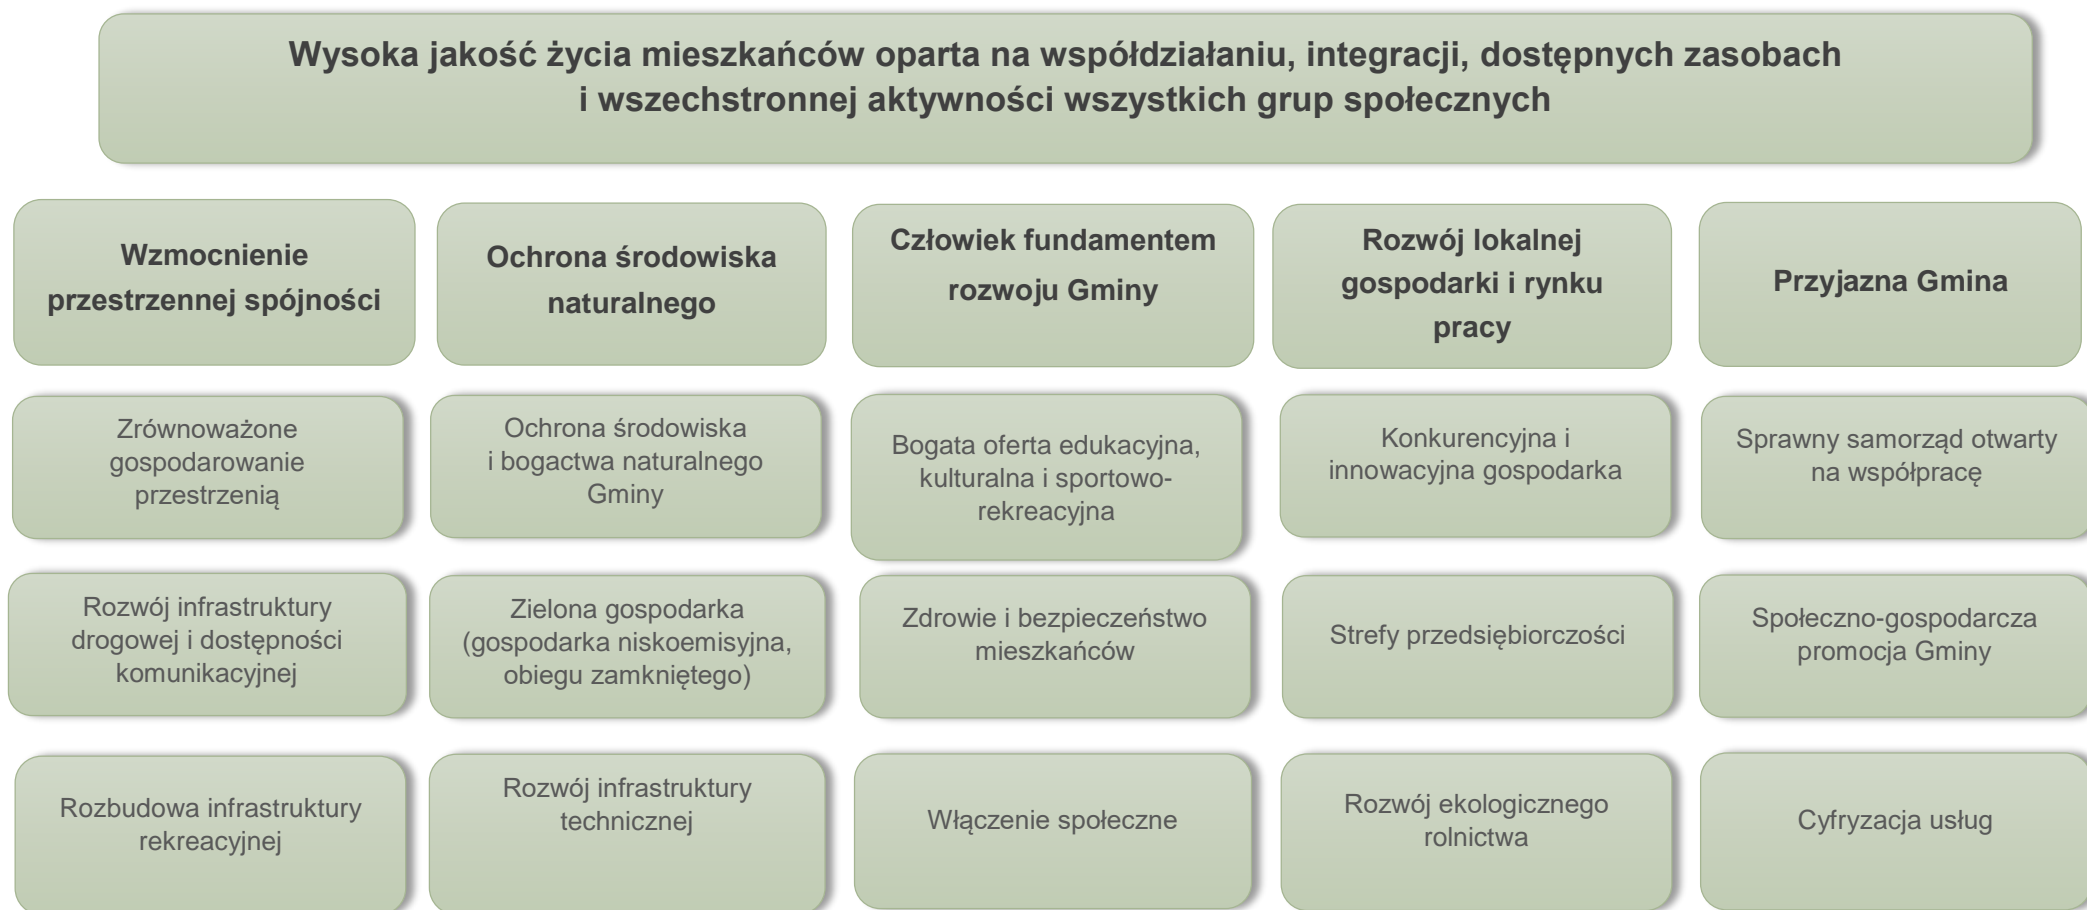 Wysoka jakość życia mieszkańców oparta na współdziałaniu, integracji, dostępnych zasobach
i wszechstronnej aktywności wszystkich grup społecznych
Wzmocnienie
przestrzennej spójności
Ochrona środowiska
naturalnego
Człowiek fundamentem
rozwoju Gminy
Rozwój lokalnej
gospodarki i rynku
pracy
Przyjazna Gmina
Zrównoważone
gospodarowanie
przestrzenią
Ochrona środowiska
i bogactwa naturalnego
Gminy
Bogata oferta edukacyjna,
kulturalna i sportowo-
rekreacyjna
Konkurencyjna i
innowacyjna gospodarka
Sprawny samorząd otwarty
na współpracę
Rozwój infrastruktury
drogowej i dostępności
komunikacyjnej
Zielona gospodarka
(gospodarka niskoemisyjna,
obiegu zamkniętego)
Zdrowie i bezpieczeństwo
mieszkańców
Strefy przedsiębiorczości
Społeczno-gospodarcza
promocja Gminy
Rozbudowa infrastruktury
rekreacyjnej
Rozwój infrastruktury
technicznej
Włączenie społeczne
Rozwój ekologicznego
rolnictwa
Cyfryzacja usług